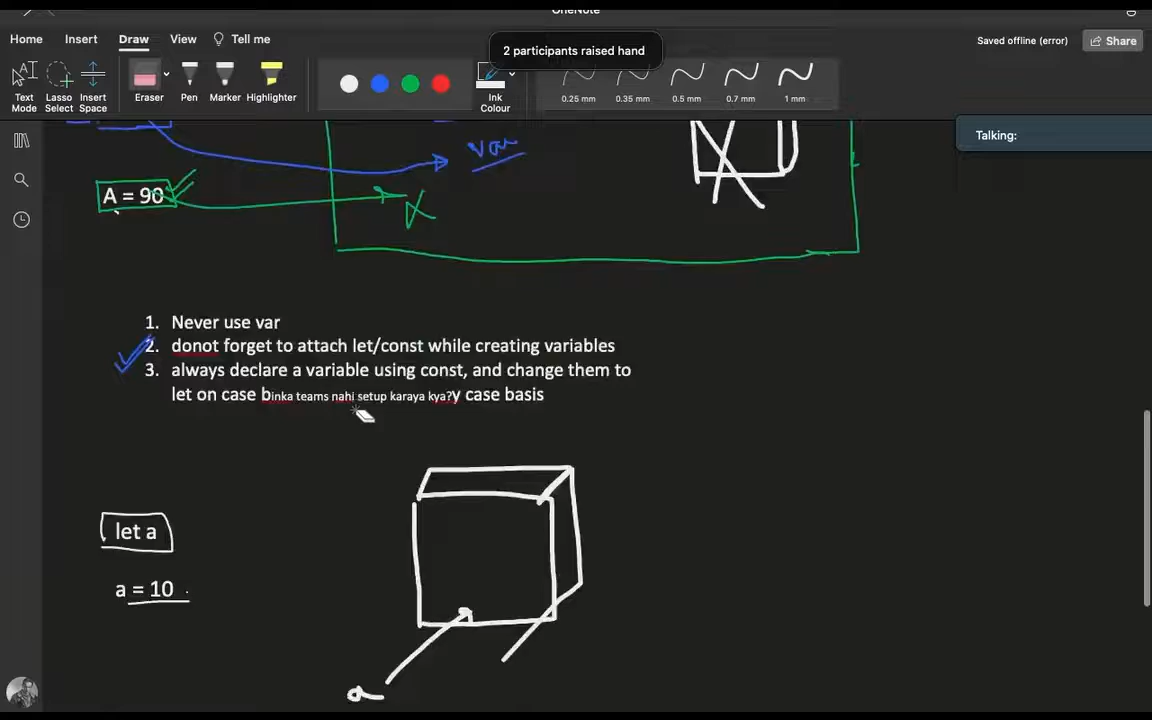 OneNote
Home Insert Draw View Tell me
2 participants raised hand
Saved offline (error) Share
Text Mode
Lasso Select
Insert Space
Eraser
Pen
Marker
Highlighter
Ink Colour
0.25 mm 0.35 mm 0.5 mm 0.7 mm 1 mm
Talking:
var
A = 90
1. Never use var
2. donot forget to attach let/const while creating variables
3. always declare a variable using const, and change them to
let on case binka teams nahi setup karaya kya?y case basis
let a
a = 10
a